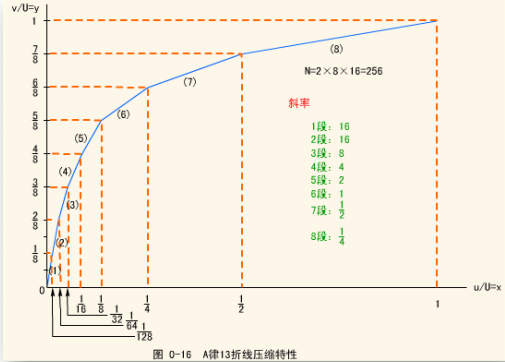 v/U=y
1
(8)
7/8
N=2×8×16=256
(7)
6/8
斜率
5/8
(6)
1段：16
2段：16
(5)
3段：8
4/8
4段：4
(4)
5段：2
3/8
6段：1
(3)
7段：1/2
2/8
8段：1/4
(2)
1/8
(1)
0
u/U=x
1/16
1/8
1/4
1/2
1
1/32
1/64
1/128
图 0-16 A律13折线压缩特性